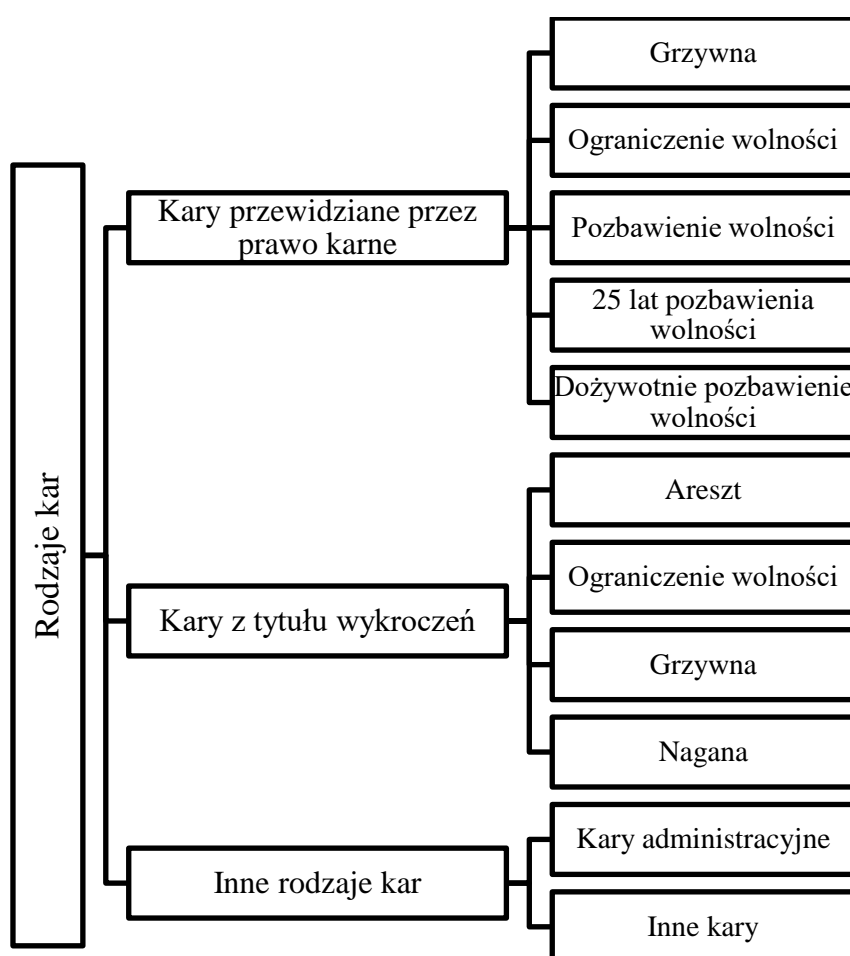 Rodzaje kar
Kary przewidziane przez
prawo karne
Grzywna
Ograniczenie wolności
Pozbawienie wolności
25 lat pozbawienia
wolności
Dożywotnie pozbawienie
wolności
Kary z tytułu wykroczeń
Areszt
Ograniczenie wolności
Grzywna
Nagana
Inne rodzaje kar
Kary administracyjne
Inne kary